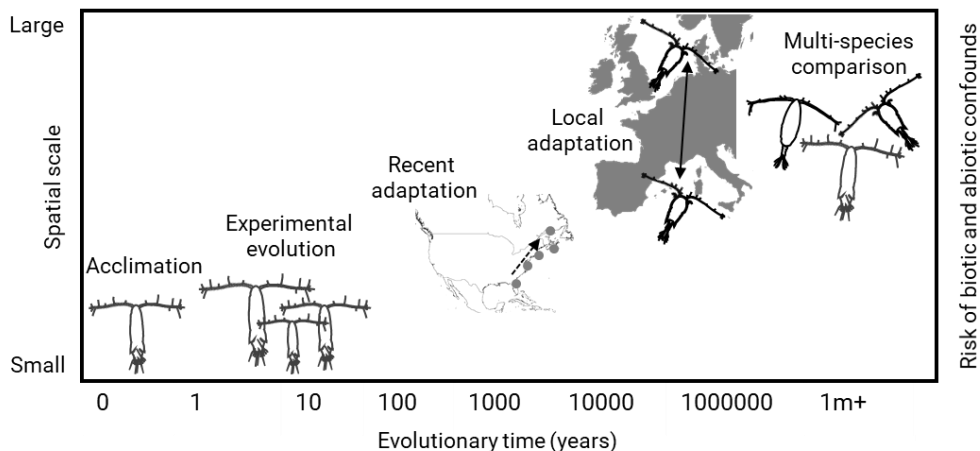 Large
Spatial scale
Small
Acclimation
Experimental
evolution
Recent
adaptation
Local
adaptation
Multi-species
comparison
Risk of biotic and abiotic confounds
0 1 10 100 1000 10000 1000000 1m+
Evolutionary time (years)